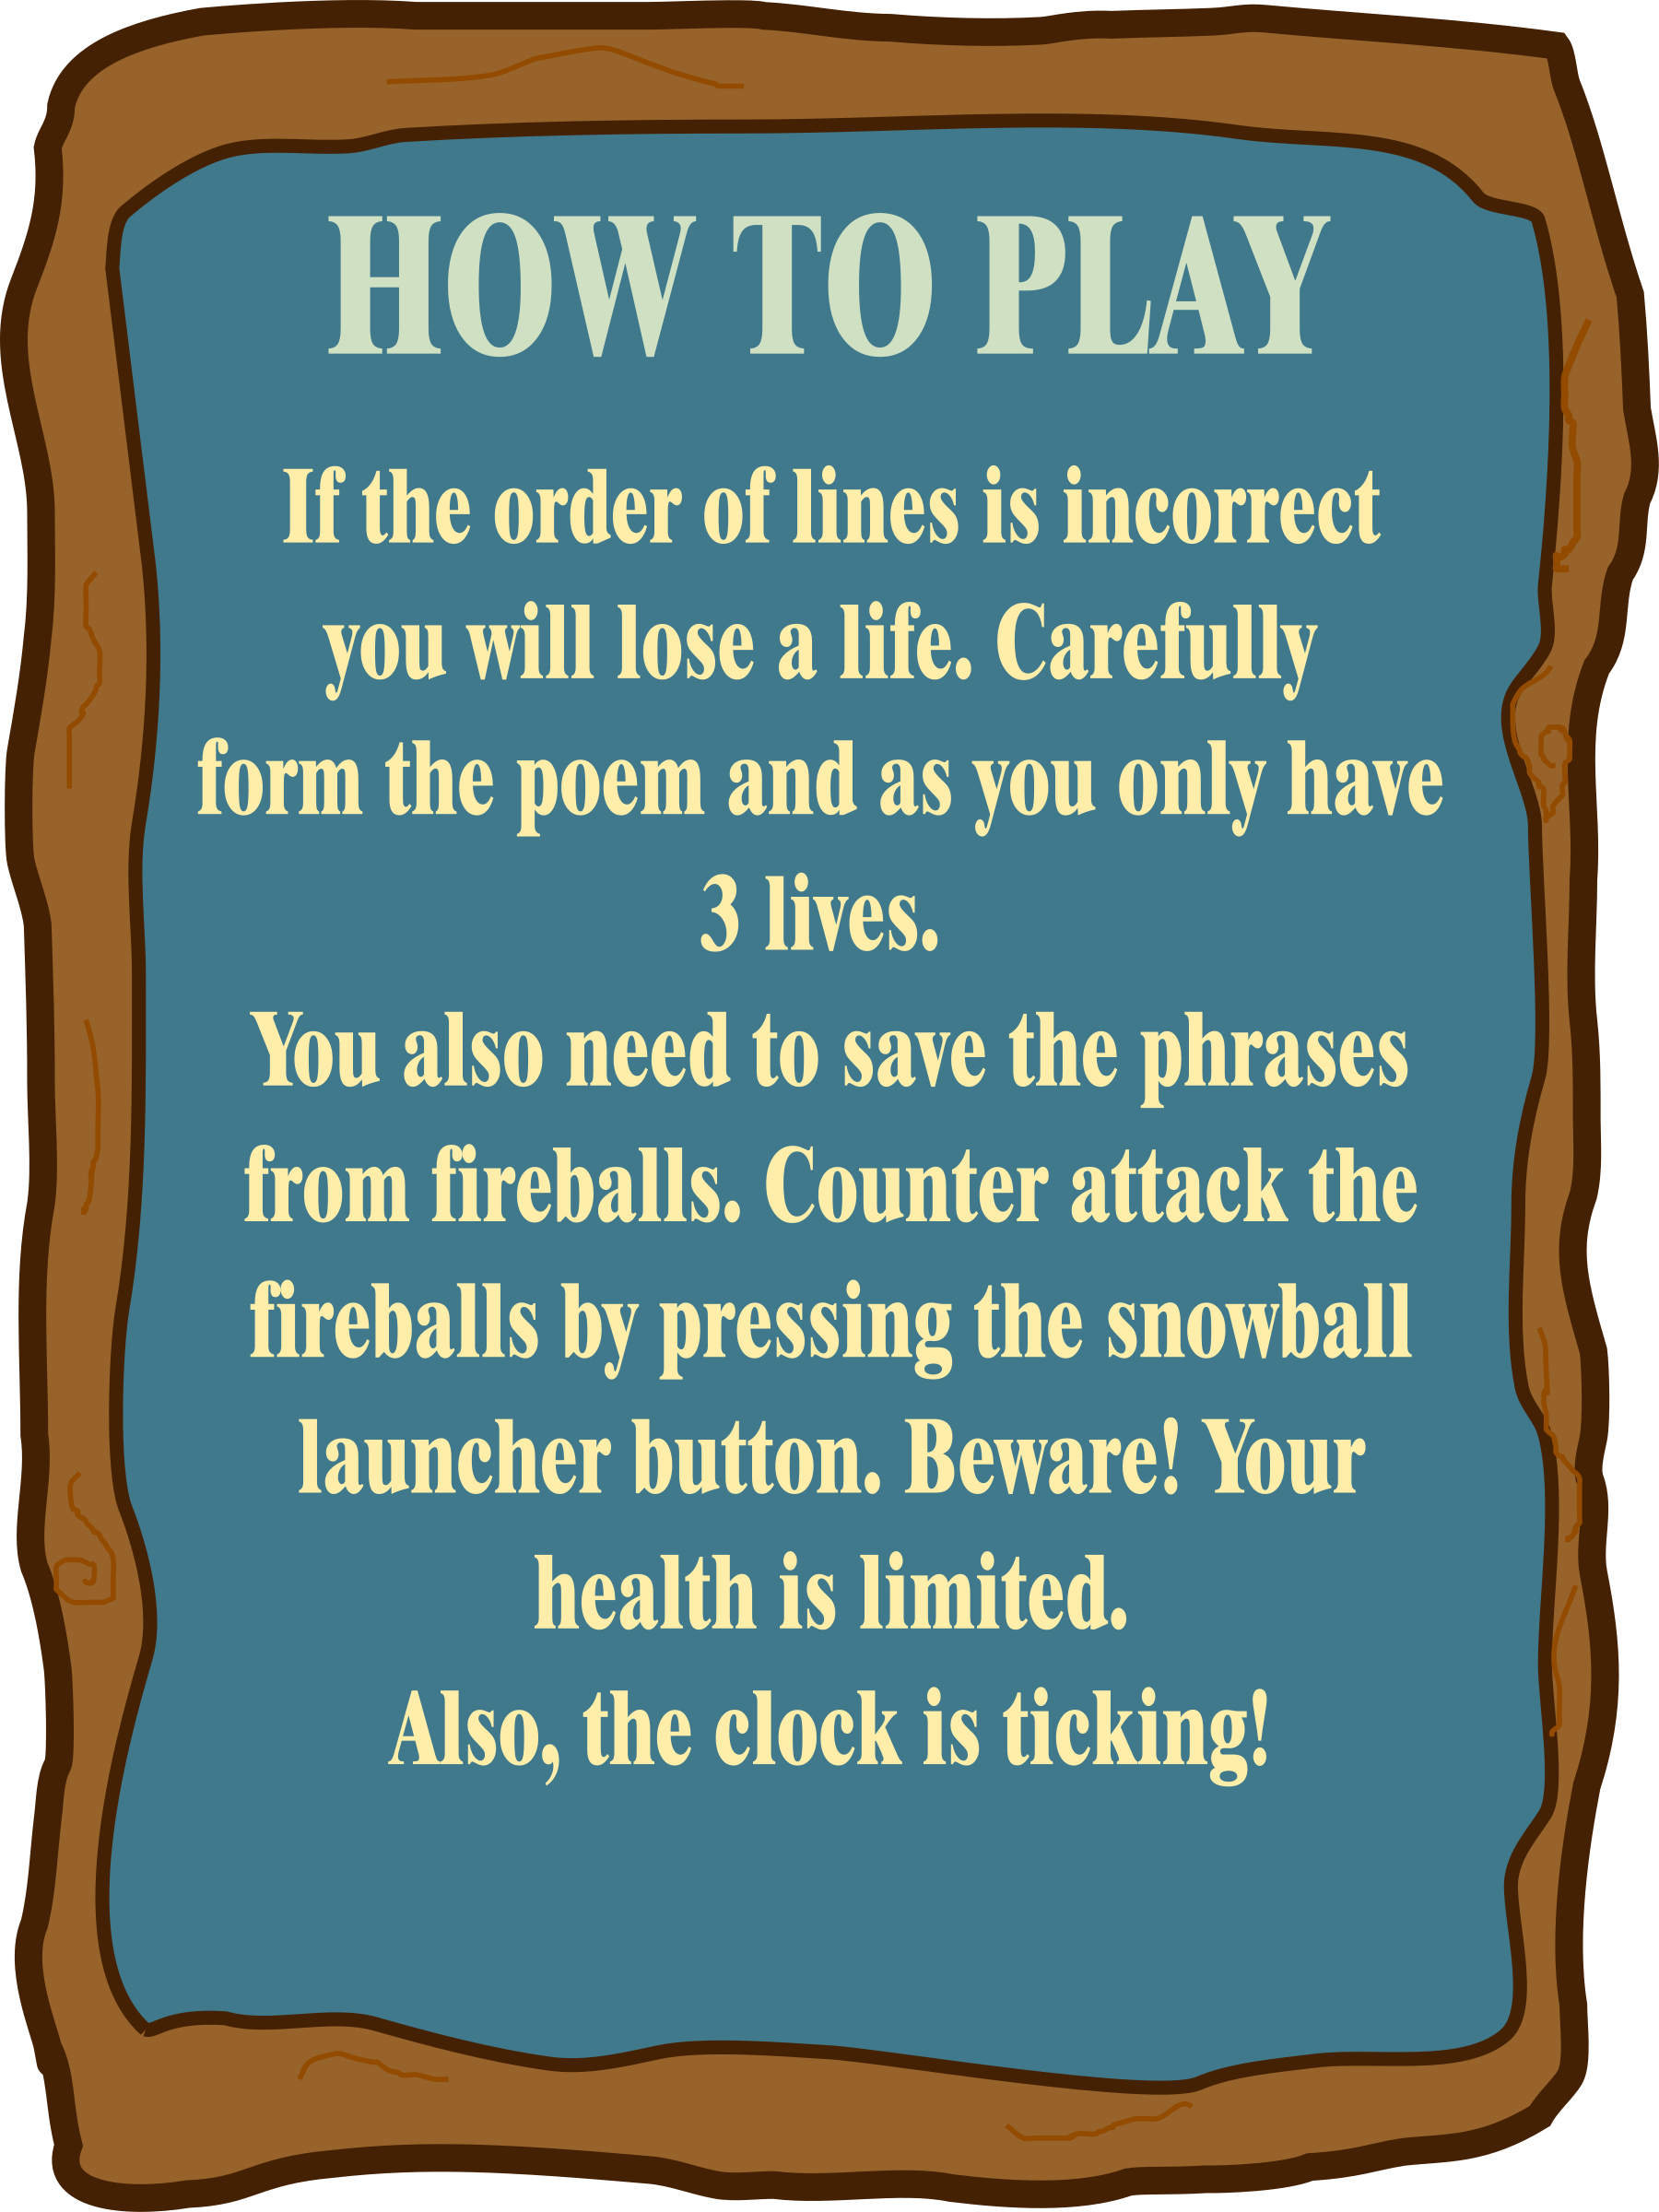 HOW TO PLAY
If the order of lines is incorrect
you will lose a life. Carefully
form the poem and as you only have
3 lives.
You also need to save the phrases
from fireballs. Counter attack the
fireballs by pressing the snowball
launcher button. Beware! Your
health is limited.
Also, the clock is ticking!